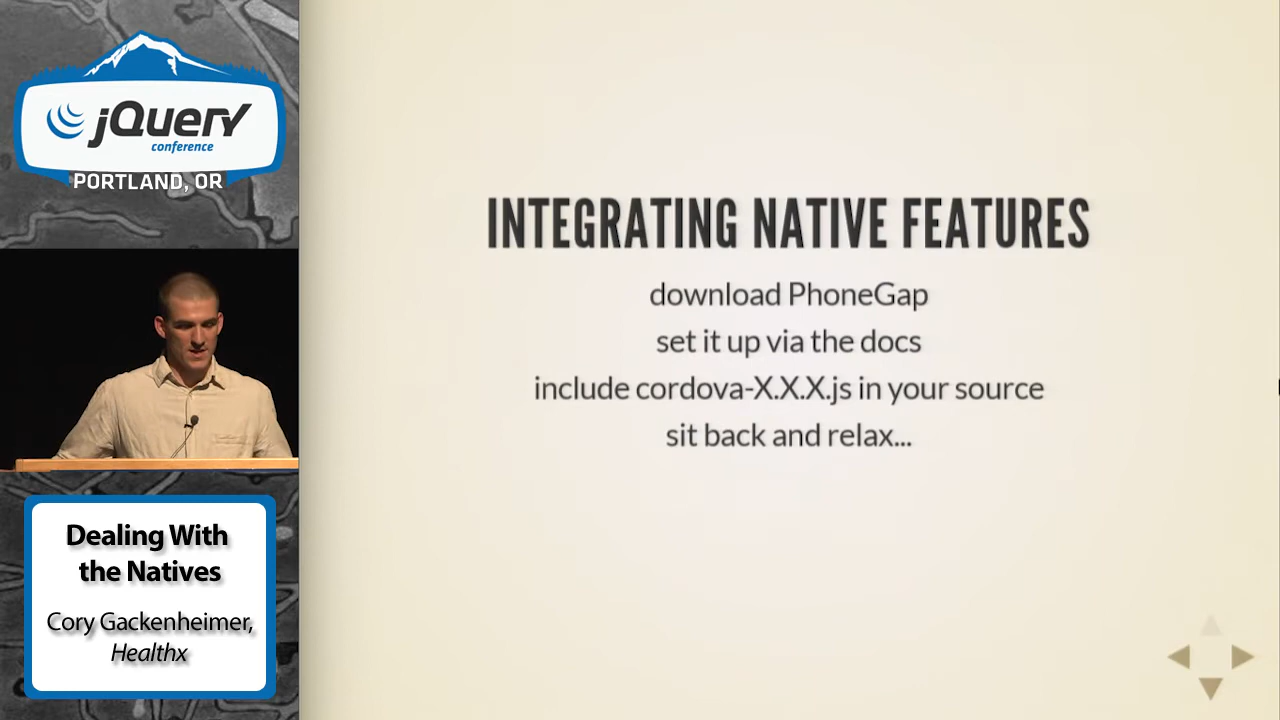 jQuery
conference
PORTLAND, OR
Dealing With
the Natives
Cory Gackenheimer,
Healthx
INTEGRATING NATIVE FEATURES
download PhoneGap
set it up via the docs
include cordova-X.X.X.js in your source
sit back and relax...